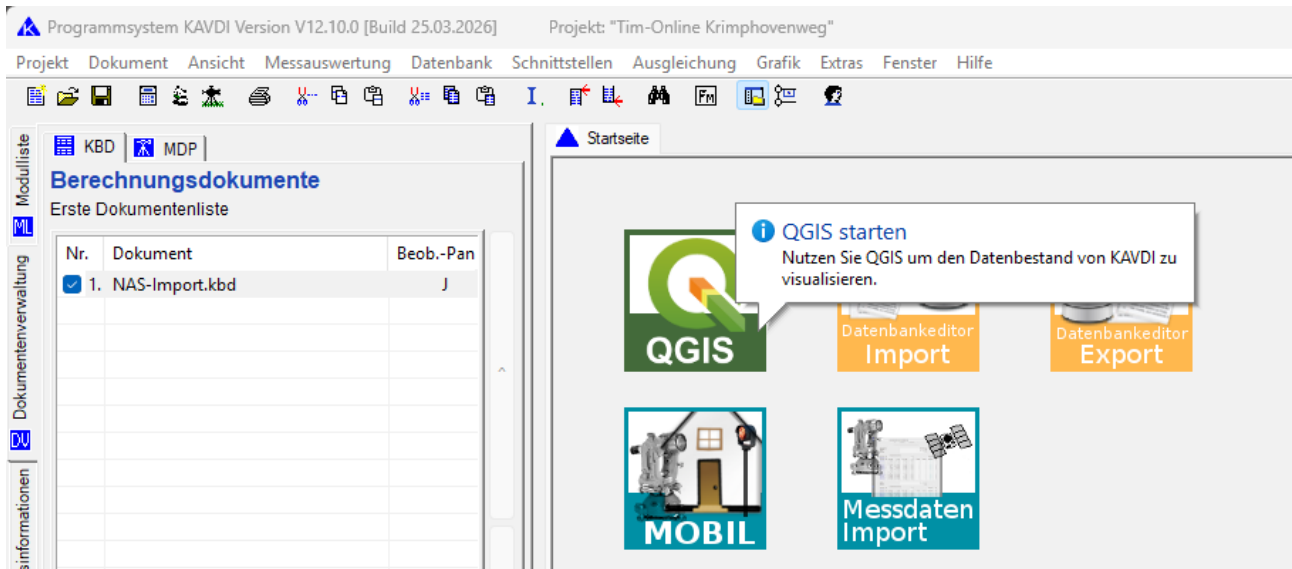 Programmsystem KAVDI Version V12.10.0 [Build 25.03.2026] Projekt: "Tim-Online Krimphovenweg"
Projekt Dokument Ansicht Messauswertung Datenbank Schnittstellen Ausgleichung Grafik Extras Fenster Hilfe
FM
Modulliste
ML
Dokumentenverwaltung
DV
sinformationen
KBD
MDP
Berechnungsdokumente
Erste Dokumentenliste
Nr. Dokument Beob.-Pan
1. NAS-Import.kbd J
Startseite
QGIS starten
Nutzen Sie QGIS um den Datenbestand von KAVDI zu
visualisieren.
QGIS
Datenbankeditor
Import
Datenbankeditor
Export
MOBIL
Messdaten
Import